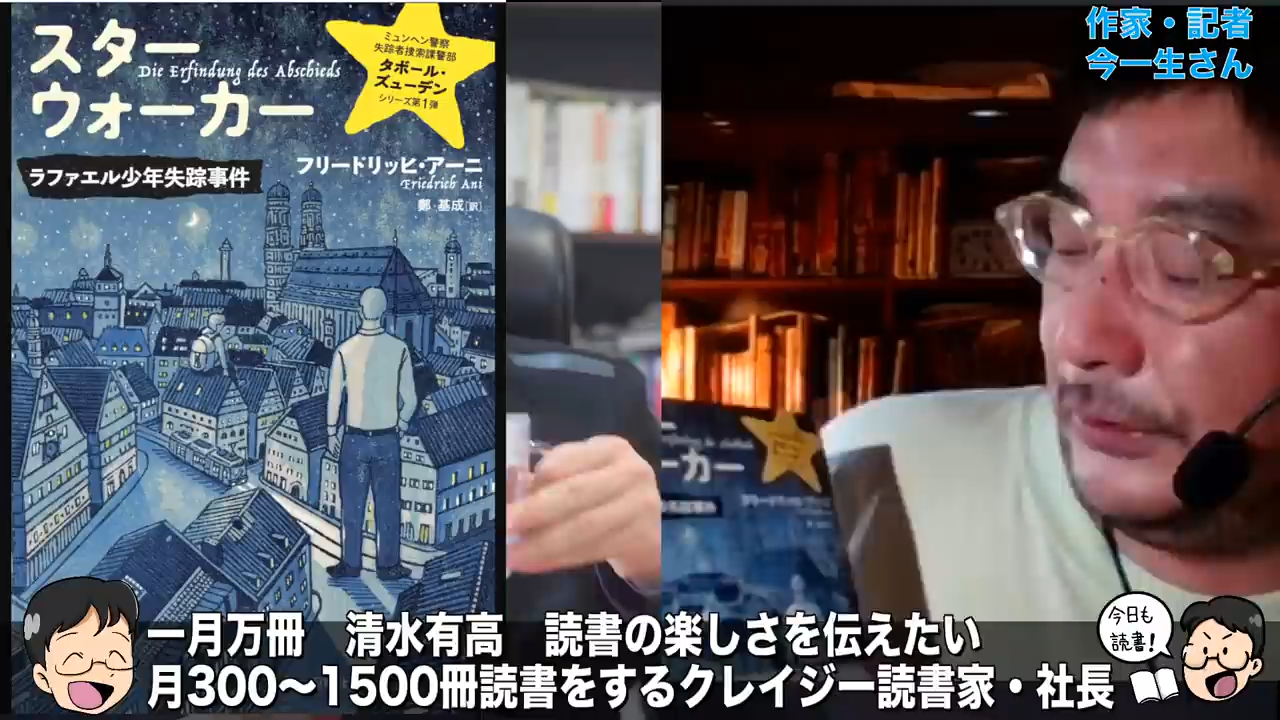 スター
Die Erfindung des Abschieds
ウォーカー
ミュンヘン警察
失踪者捜索課警部
タボール・
ズューデン
シリーズ第1弾
ラファエル少年失踪事件
フリードリッヒ・アーニ
Friedrich Ani
鄭 基成[訳]
作家・記者
今一生さん
ーカー
今日も
読書!
一月万冊 清水有高 読書の楽しさを伝えたい
月300〜1500冊読書をするクレイジー読書家・社長